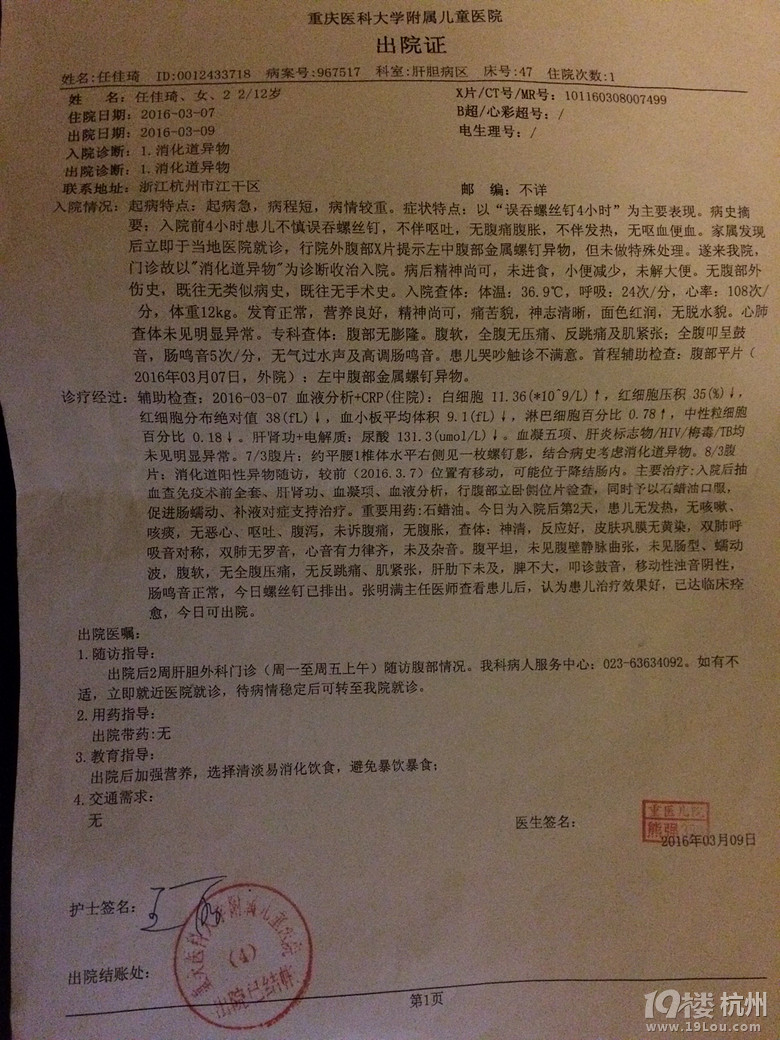 重庆医科大学附属儿童医院
出院证
姓名:任佳琦 ID:0012433718 病案号:967517 科室:肝胆病区 床号:47 住院次数:1
姓 名: 任佳琦、女、2 2/12岁 X片/CT号/MR号: 101160308007499
住院日期: 2016-03-07 B超/心彩超号: /
出院日期: 2016-03-09 电生理号: /
入院诊断: 1.消化道异物
出院诊断: 1.消化道异物
联系地址: 浙江杭州市江干区 邮 编: 不详
入院情况: 起病特点: 起病急, 病程短, 病情较重。症状特点: 以“误吞螺丝钉4小时”为主要表现。病史摘
要: 入院前4小时患儿不慎误吞螺丝钉, 不伴呕吐, 无腹痛腹胀, 不伴发热, 无呕血便血。家属发现
后立即于当地医院就诊, 行院外腹部X片提示左中腹部金属螺钉异物, 但未做特殊处理。遂来我院,
门诊故以"消化道异物"为诊断收治入院。病后精神尚可, 未进食, 小便减少, 未解大便。无腹部外
伤史, 既往无类似病史, 既往无手术史。入院查体: 体温: 36.9℃, 呼吸: 24次/分, 心率: 108次/
分, 体重12kg。发育正常, 营养良好, 精神尚可, 痛苦貌, 神志清晰, 面色红润, 无脱水貌。心肺
查体未见明显异常。专科查体: 腹部无膨隆。腹软, 全腹无压痛、反跳痛及肌紧张; 全腹叩呈鼓
音, 肠鸣音5次/分, 无气过水声及高调肠鸣音。患儿哭吵触诊不满意。首程辅助检查: 腹部平片(
2016年03月07日, 外院): 左中腹部金属螺钉异物。
诊疗经过: 辅助检查: 2016-03-07 血液分析+CRP(住院): 白细胞 11.36(*10^9/L)↑, 红细胞压积 35(%)↓,
红细胞分布绝对值 38(fL)↓, 血小板平均体积 9.1(fL)↓, 淋巴细胞百分比 0.78↑, 中性粒细胞
百分比 0.18↓。肝肾功+电解质: 尿酸 131.3(umol/L)↓。血凝五项、肝炎标志物/HIV/梅毒/TB均
未见明显异常。7/3腹片: 约平腰1椎体水平右侧见一枚螺钉影, 结合病史考虑消化道异物。8/3腹
片: 消化道阳性异物随访, 较前(2016.3.7)位置有移动, 可能位于降结肠内。主要治疗:入院后抽
血查免疫术前全套、肝肾功、血凝项、血液分析, 行腹部立卧侧位片检查, 同时予以石蜡油口服,
促进肠蠕动、补液对症支持治疗。重要用药:石蜡油。今日为入院后第2天, 患儿无发热, 无咳嗽、
咳痰, 无恶心、呕吐、腹泻, 未诉腹痛, 无腹胀, 查体: 神清, 反应好, 皮肤巩膜无黄染, 双肺呼
吸音对称, 双肺无罗音, 心音有力律齐, 未及杂音。腹平坦, 未见腹壁静脉曲张, 未见肠型、蠕动
波, 腹软, 无全腹压痛, 无反跳痛、肌紧张, 肝肋下未及, 脾不大, 叩诊鼓音, 移动性浊音阴性,
肠鸣音正常, 今日螺丝钉已排出。张明满主任医师查看患儿后, 认为患儿治疗效果好, 已达临床痊
愈, 今日可出院。
出院医嘱:
1.随访指导:
出院后2周肝胆外科门诊(周一至周五上午)随访腹部情况。我科病人服务中心: 023-63634092。如有不
适, 立即就近医院就诊, 待病情稳定后可转至我院就诊。
2.用药指导:
出院带药:无
3.教育指导:
出院后加强营养, 选择清淡易消化饮食, 避免暴饮暴食;
4.交通需求:
无
医生签名:
重医儿院
熊强
2016年03月09日
护士签名:
重庆医科大学附属儿童医院
(4)
出院已结帐
出院结账处:
第1页
19楼 杭州
www.19Lou.com